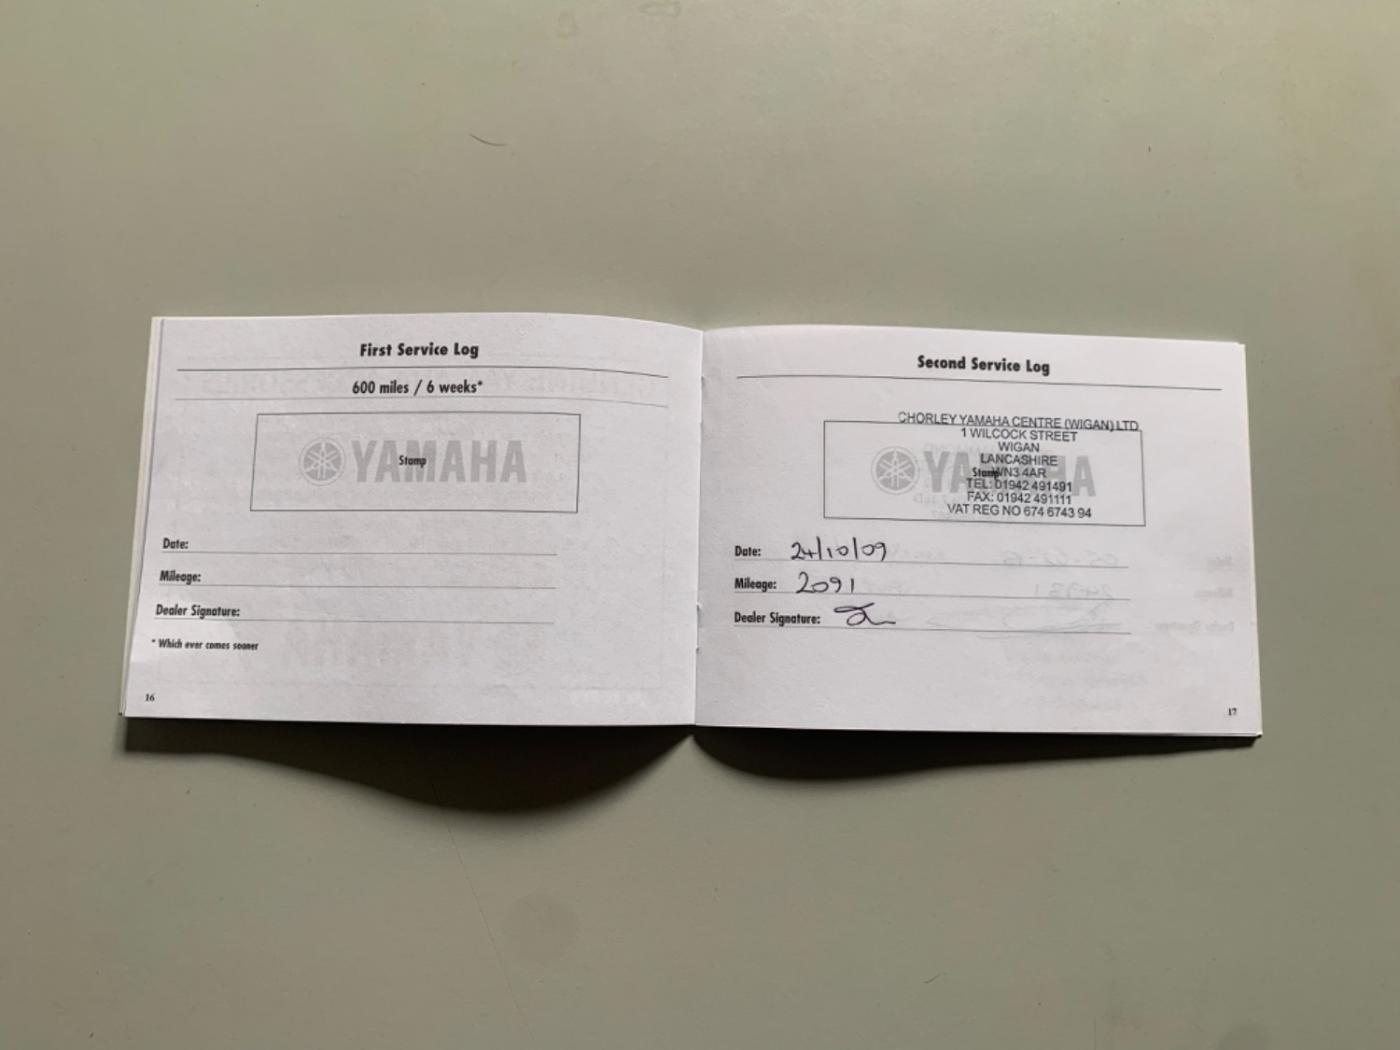 First Service Log
600 miles / 6 weeks*
YAMAHA
Stamp
Date:
Mileage:
Dealer Signature:
* Which ever comes sooner
16
Second Service Log
CHORLEY YAMAHA CENTRE (WIGAN) LTD
1 WILCOCK STREET
WIGAN
LANCASHIRE
WN3 4AR
TEL: 01942 491491
FAX: 01942 491111
VAT REG NO 674 6743 94
YAMAHA
Stamp
Date: 24/10/09
Mileage: 2091
Dealer Signature:
17